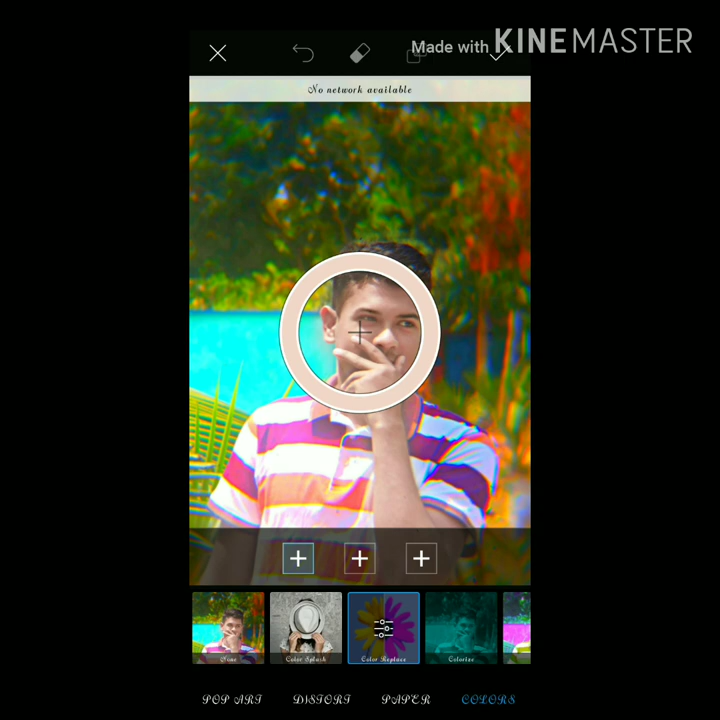 Made with KINEMASTER
No network available
None
Color Splash
Color Replace
Colorize
POP ART
DISTORT
PAPER
COLORS